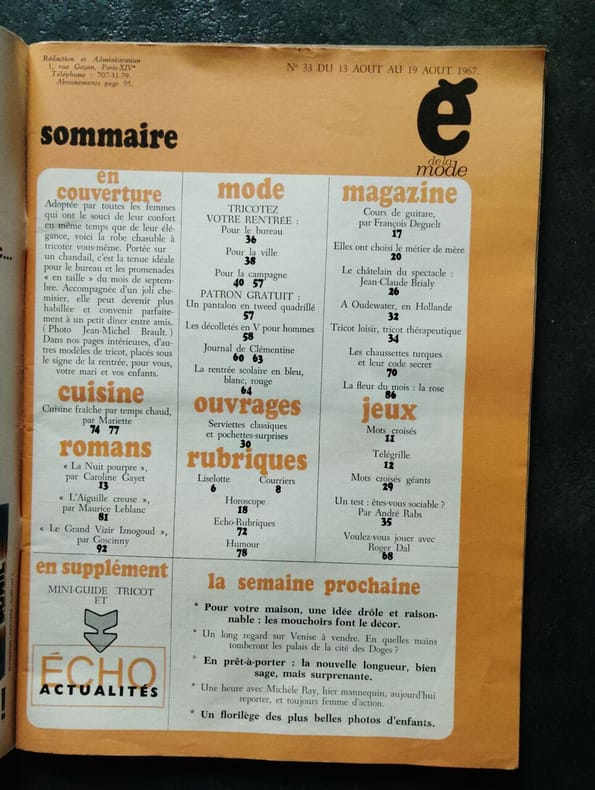 Rédaction et Administration
1, rue Gazan, Paris-XIVe
Téléphone : 707-31-79.
Abonnements page 95.
N° 33 DU 13 AOUT AU 19 AOUT 1967.
sommaire
é
de la
mode
en
couverture
Adoptée par toutes les femmes
qui ont le souci de leur confort
en même temps que de leur élé-
gance, voici la robe chasuble à
tricoter vous-même. Portée sur
un chandail, c'est la tenue idéale
pour le bureau et les promenades
« en taille » du mois de septem-
bre. Accompagnée d'un joli che-
misier, elle peut devenir plus
habillée et convenir parfaite-
ment à un petit dîner entre amis.
(Photo Jean-Michel Brault.)
Dans nos pages intérieures, d'au-
tres modèles de tricot, placés sous
le signe de la rentrée, pour vous,
votre mari et vos enfants.
cuisine
Cuisine fraîche par temps chaud,
par Mariette
74 77
romans
« La Nuit pourpre »,
par Caroline Gayet
13
« L'Aiguille creuse »,
par Maurice Leblanc
81
« Le Grand Vizir Iznogoud »,
par Goscinny
92
mode
TRICOTEZ
VOTRE RENTRÉE :
Pour le bureau
36
Pour la ville
38
Pour la campagne
40 57
PATRON GRATUIT :
Un pantalon en tweed quadrillé
57
Les décolletés en V pour hommes
58
Journal de Clémentine
60 63
La rentrée scolaire en bleu,
blanc, rouge
64
ouvrages
Serviettes classiques
et pochettes-surprises
30
rubriques
Liselotte Courriers
6 8
Horoscope
18
Echo-Rubriques
72
Humour
78
magazine
Cours de guitare,
par François Deguelt
17
Elles ont choisi le métier de mère
20
Le châtelain du spectacle :
Jean-Claude Brialy
26
A Oudewater, en Hollande
32
Tricot loisir, tricot thérapeutique
34
Les chaussettes turques
et leur code secret
70
La fleur du mois : la rose
86
jeux
Mots croisés
11
Télégrille
12
Mots croisés géants
29
Un test : êtes-vous sociable ?
Par André Rabs
35
Voulez-vous jouer avec
Roger Dal
68
en supplément
MINI-GUIDE TRICOT
ET
ÉCHO
ACTUALITÉS
la semaine prochaine
* Pour votre maison, une idée drôle et raison-
nable : les mouchoirs font le décor.
* Un long regard sur Venise à vendre. En quelles mains
tomberont les palais de la cité des Doges ?
* En prêt-à-porter : la nouvelle longueur, bien
sage, mais surprenante.
* Une heure avec Michèle Ray, hier mannequin, aujourd'hui
reporter, et toujours femme d'action.
* Un florilège des plus belles photos d'enfants.